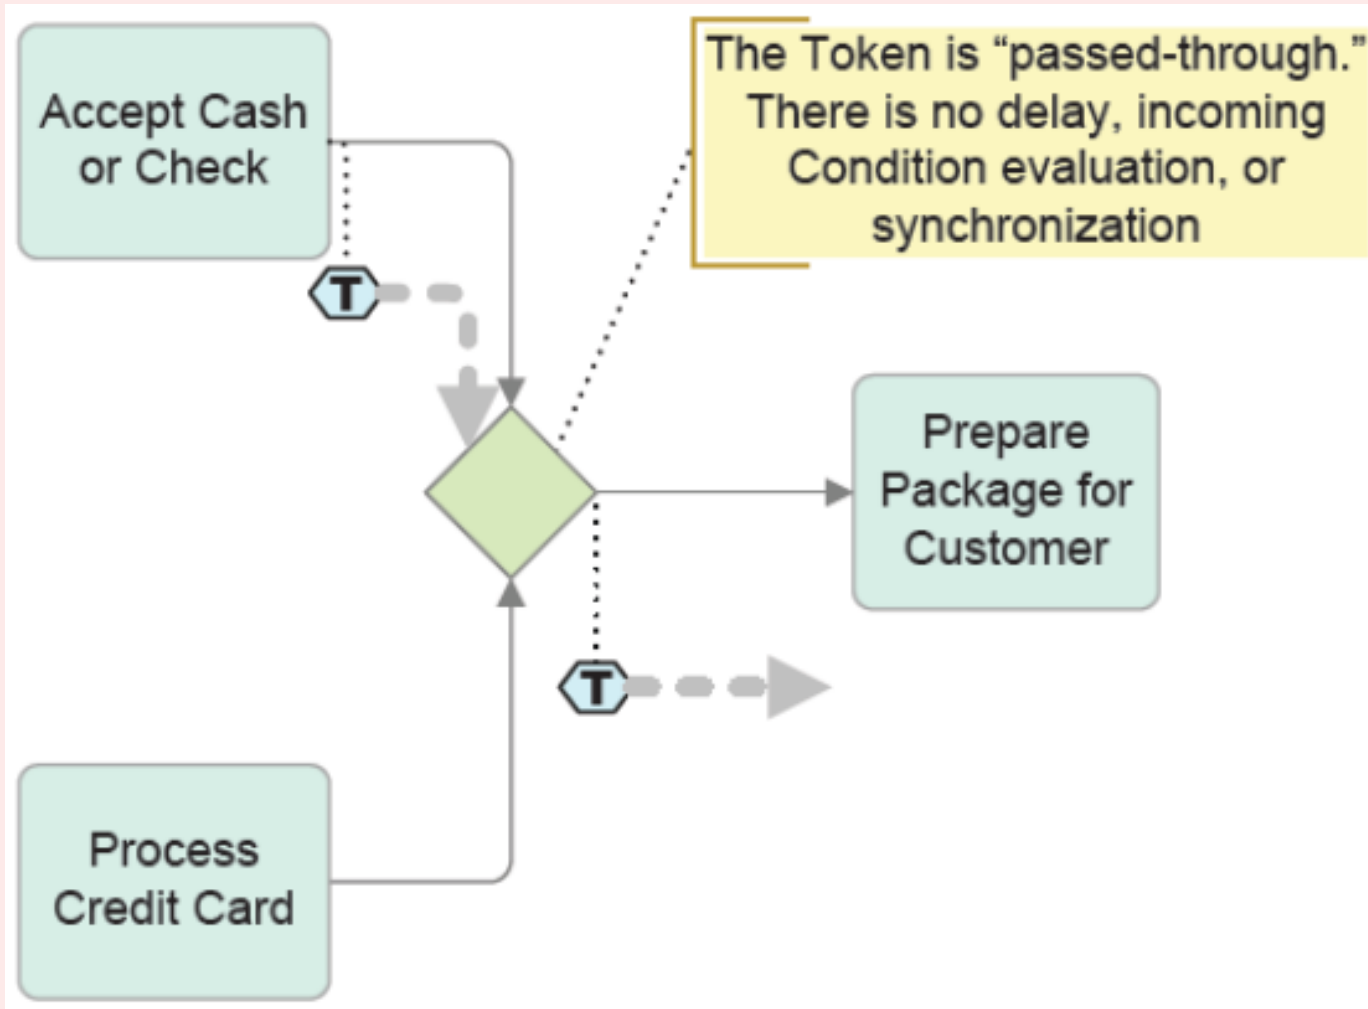 Accept Cash
or Check
The Token is “passed-through.”
There is no delay, incoming
Condition evaluation, or
synchronization
T
Prepare
Package for
Customer
T
Process
Credit Card